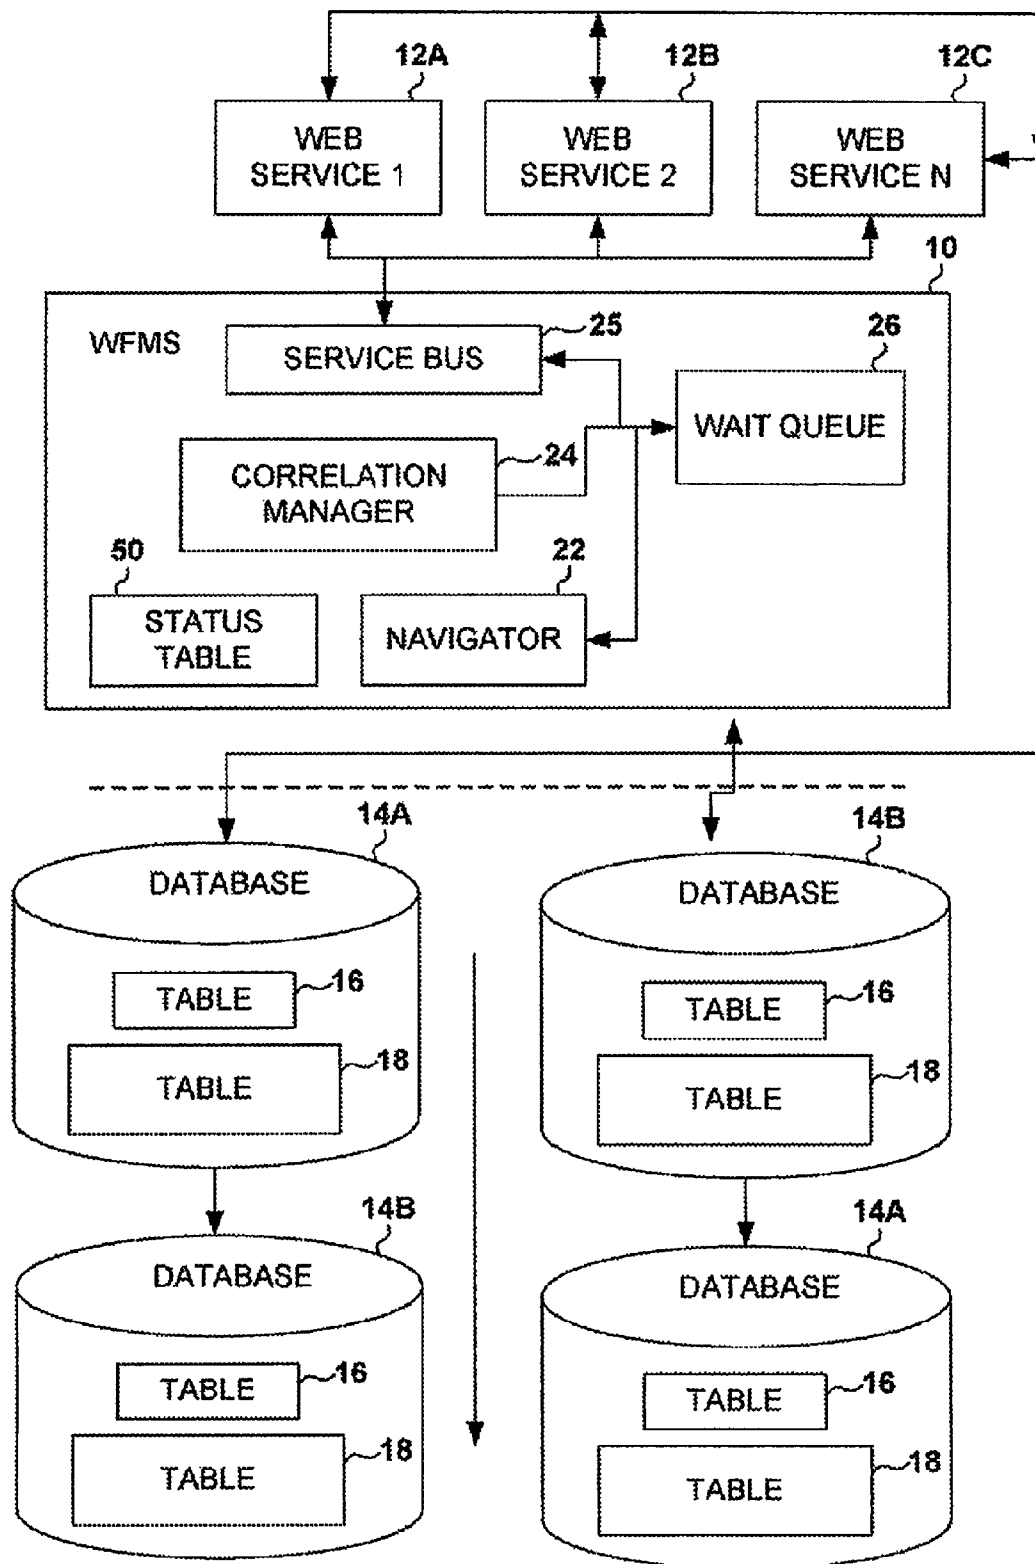 12A
12B
12C
WEB
SERVICE 1
WEB
SERVICE 2
WEB
SERVICE N
10
WFMS
25
SERVICE BUS
26
WAIT QUEUE
24
CORRELATION
MANAGER
50
STATUS
TABLE
22
NAVIGATOR
14A
DATABASE
16
TABLE
18
TABLE
14B
DATABASE
16
TABLE
18
TABLE
14B
DATABASE
16
TABLE
18
TABLE
14A
DATABASE
16
TABLE
18
TABLE